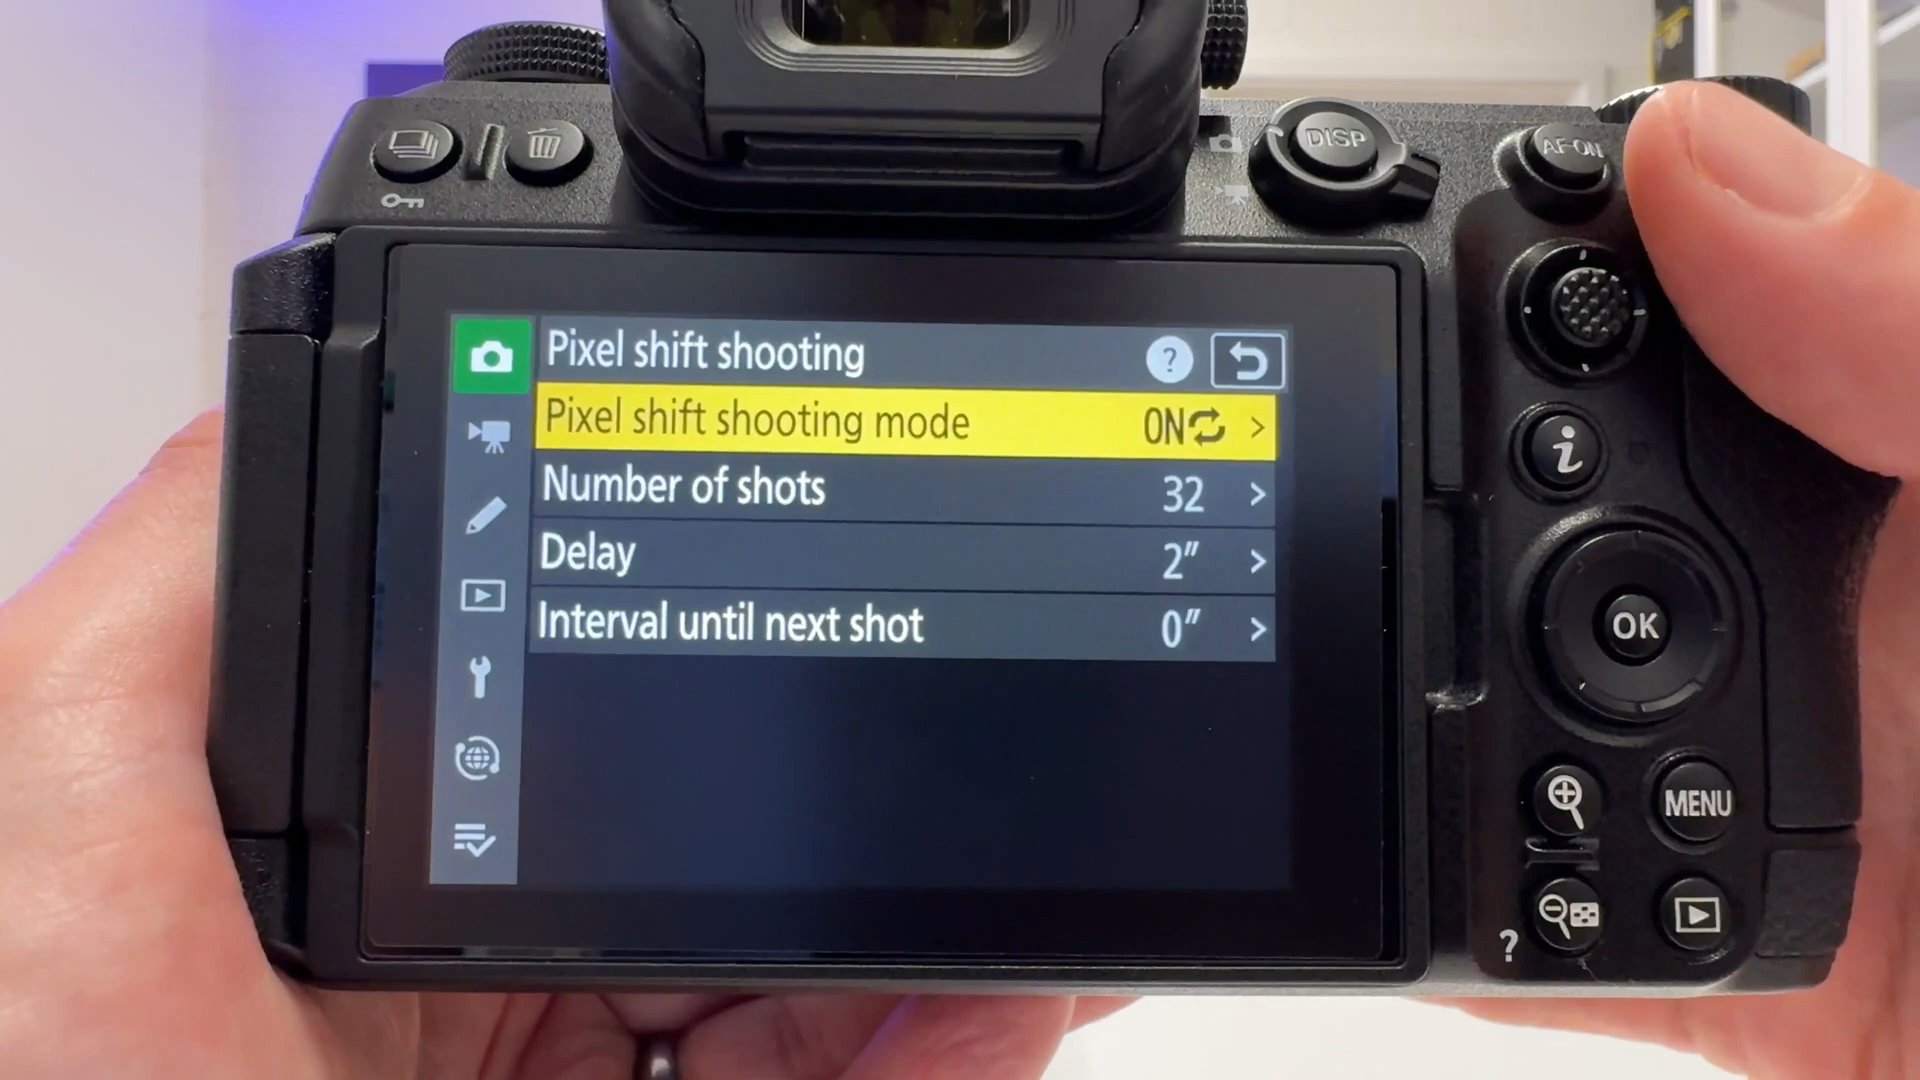 DISP
AF-ON
Pixel shift shooting ?
Pixel shift shooting mode ON >
Number of shots 32 >
Delay 2" >
Interval until next shot 0" >
i
OK
MENU
?